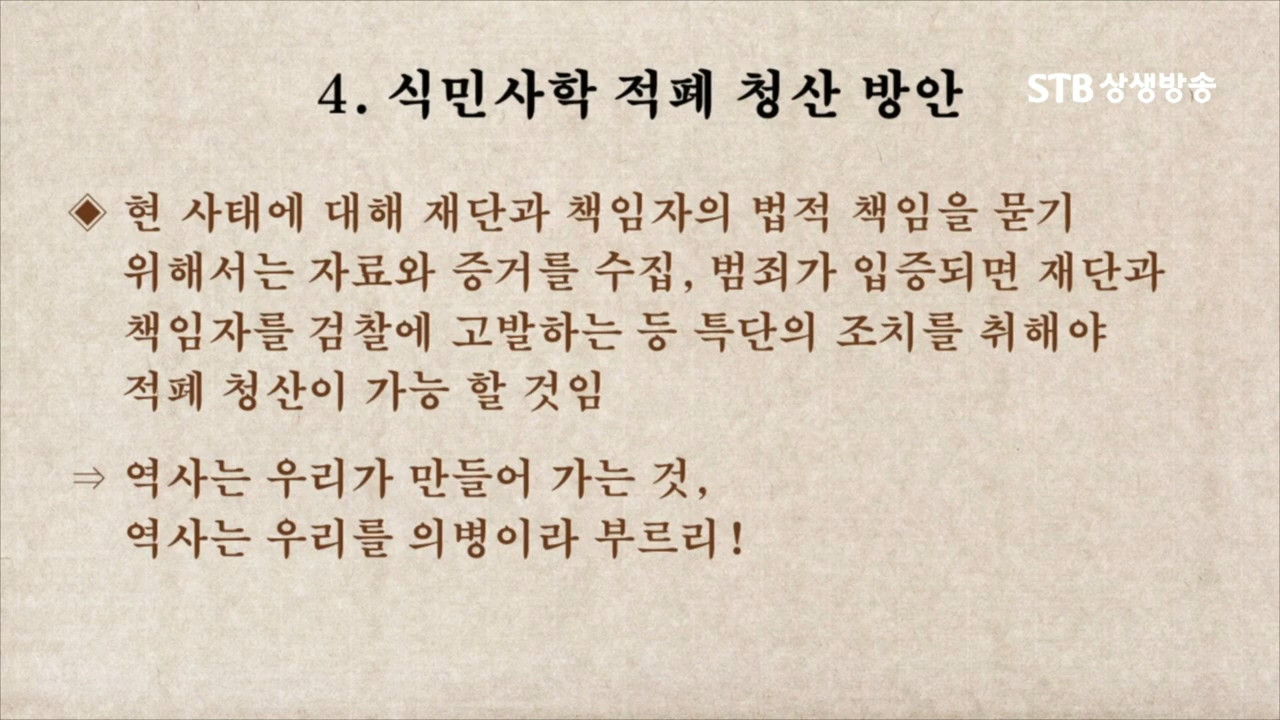 4. 식민사학 적폐 청산 방안
STB 상생방송
◈ 현 사태에 대해 재단과 책임자의 법적 책임을 묻기
위해서는 자료와 증거를 수집, 범죄가 입증되면 재단과
책임자를 검찰에 고발하는 등 특단의 조치를 취해야
적폐 청산이 가능 할 것임
⇒ 역사는 우리가 만들어 가는 것,
역사는 우리를 의병이라 부르리!